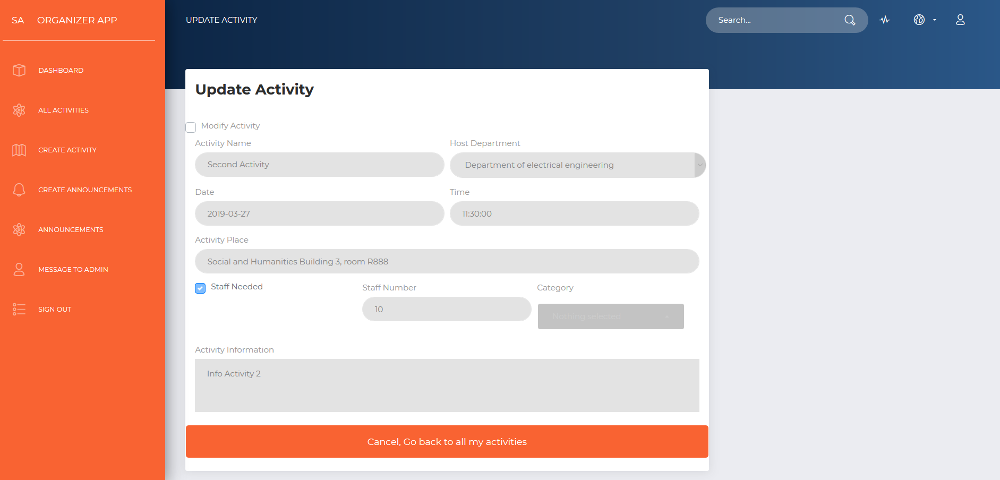 SA ORGANIZER APP
DASHBOARD
ALL ACTIVITIES
CREATE ACTIVITY
CREATE ANNOUNCEMENTS
ANNOUNCEMENTS
MESSAGE TO ADMIN
SIGN OUT
UPDATE ACTIVITY
Search...
Update Activity
Modify Activity
Activity Name
Second Activity
Host Department
Department of electrical engineering
Date
2019-03-27
Time
11:30:00
Activity Place
Social and Humanities Building 3, room R888
Staff Needed
Staff Number
10
Category
Nothing selected
Activity Information
Info Activity 2
Cancel, Go back to all my activities